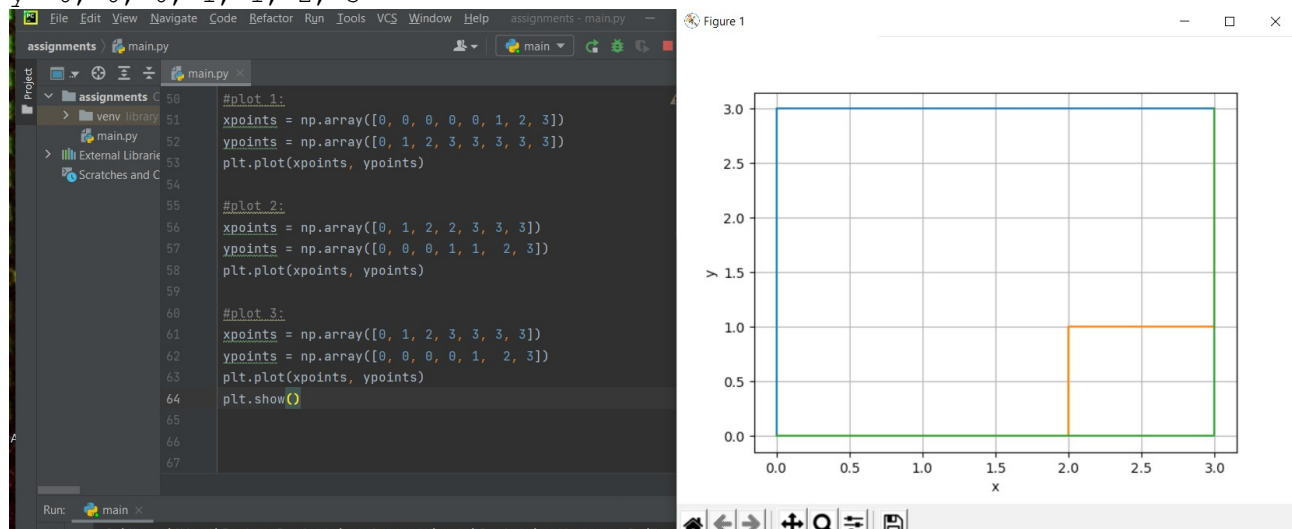 File Edit View Navigate Code Refactor Run Tools VCS Window Help assignments - main.py
assignments main.py main
Project
main.py
assignments C
venv library
main.py
External Librarie
Scratches and C
50 #plot 1:
51 xpoints = np.array([0, 0, 0, 0, 0, 1, 2, 3])
52 ypoints = np.array([0, 1, 2, 3, 3, 3, 3, 3])
53 plt.plot(xpoints, ypoints)
54
55 #plot 2:
56 xpoints = np.array([0, 1, 2, 2, 3, 3, 3])
57 ypoints = np.array([0, 0, 0, 1, 1, 2, 3])
58 plt.plot(xpoints, ypoints)
59
60 #plot 3:
61 xpoints = np.array([0, 1, 2, 3, 3, 3, 3])
62 ypoints = np.array([0, 0, 0, 0, 1, 2, 3])
63 plt.plot(xpoints, ypoints)
64 plt.show()
65
66
67
Run: main
Figure 1
3.0
2.5
2.0
y 1.5
1.0
0.5
0.0
0.0 0.5 1.0 1.5 2.0 2.5 3.0
x